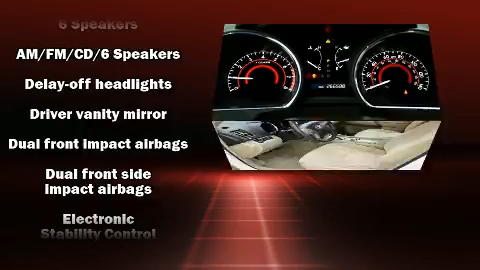 6 Speakers
AM/FM/CD/6 Speakers
Delay-off headlights
Driver vanity mirror
Dual front impact airbags
Dual front side
impact airbags
Electronic
Stability Control